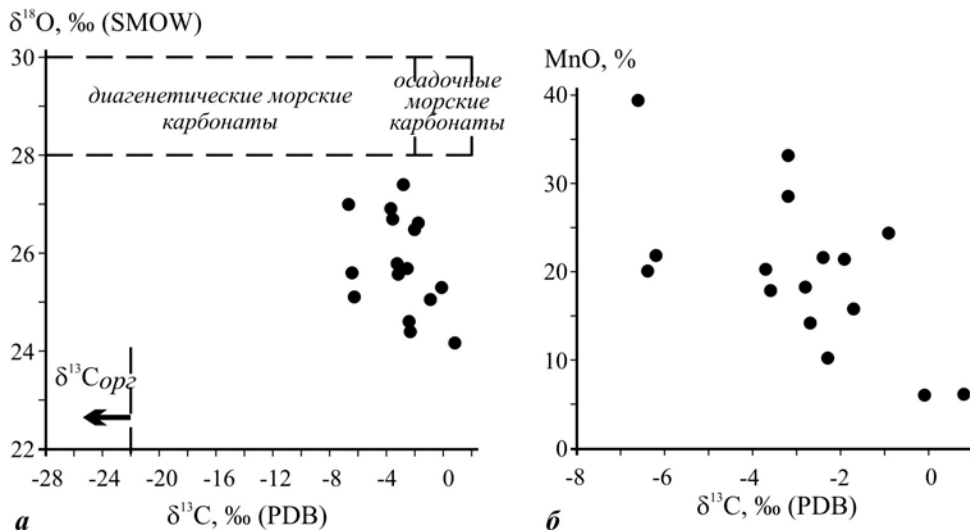 δ¹⁸O, ‰ (SMOW)
30
28
26
24
22
диагенетические морские
карбонаты
осадочные
морские
карбонаты
δ¹³Cорг
-28 -24 -20 -16 -12 -8 -4 0
δ¹³C, ‰ (PDB)
а
MnO, %
40
30
20
10
0
-8 -6 -4 -2 0
δ¹³C, ‰ (PDB)
б